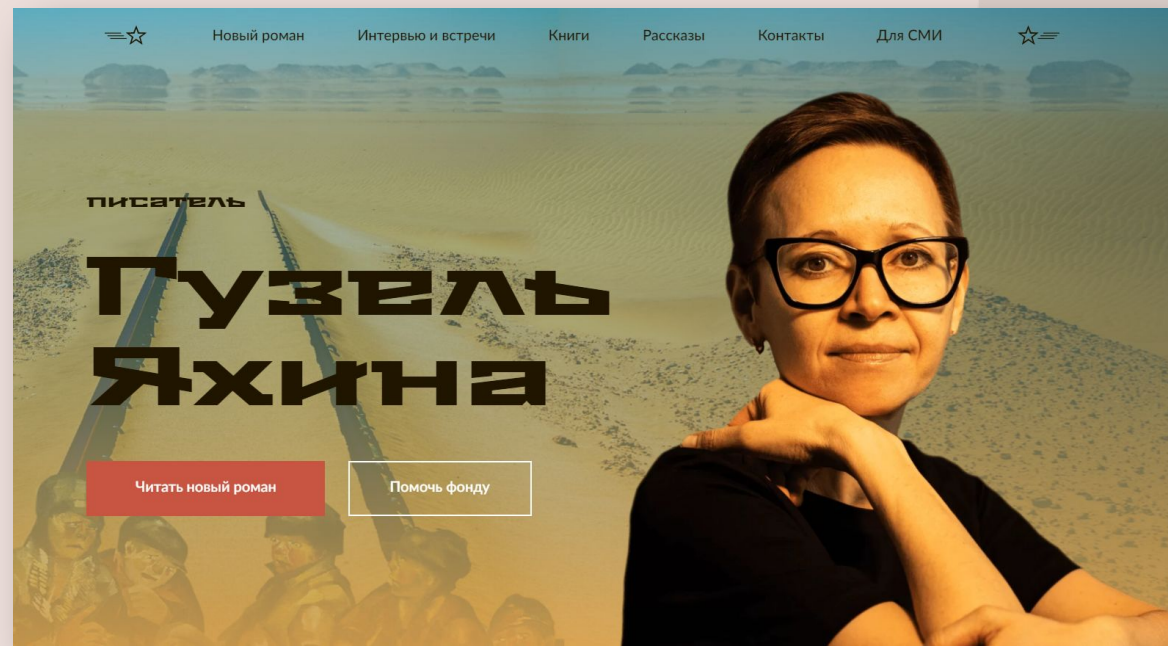 Новый роман Интервью и встречи Книги Рассказы Контакты Для СМИ
писатель
Гузель
Яхина
Читать новый роман Помочь фонду